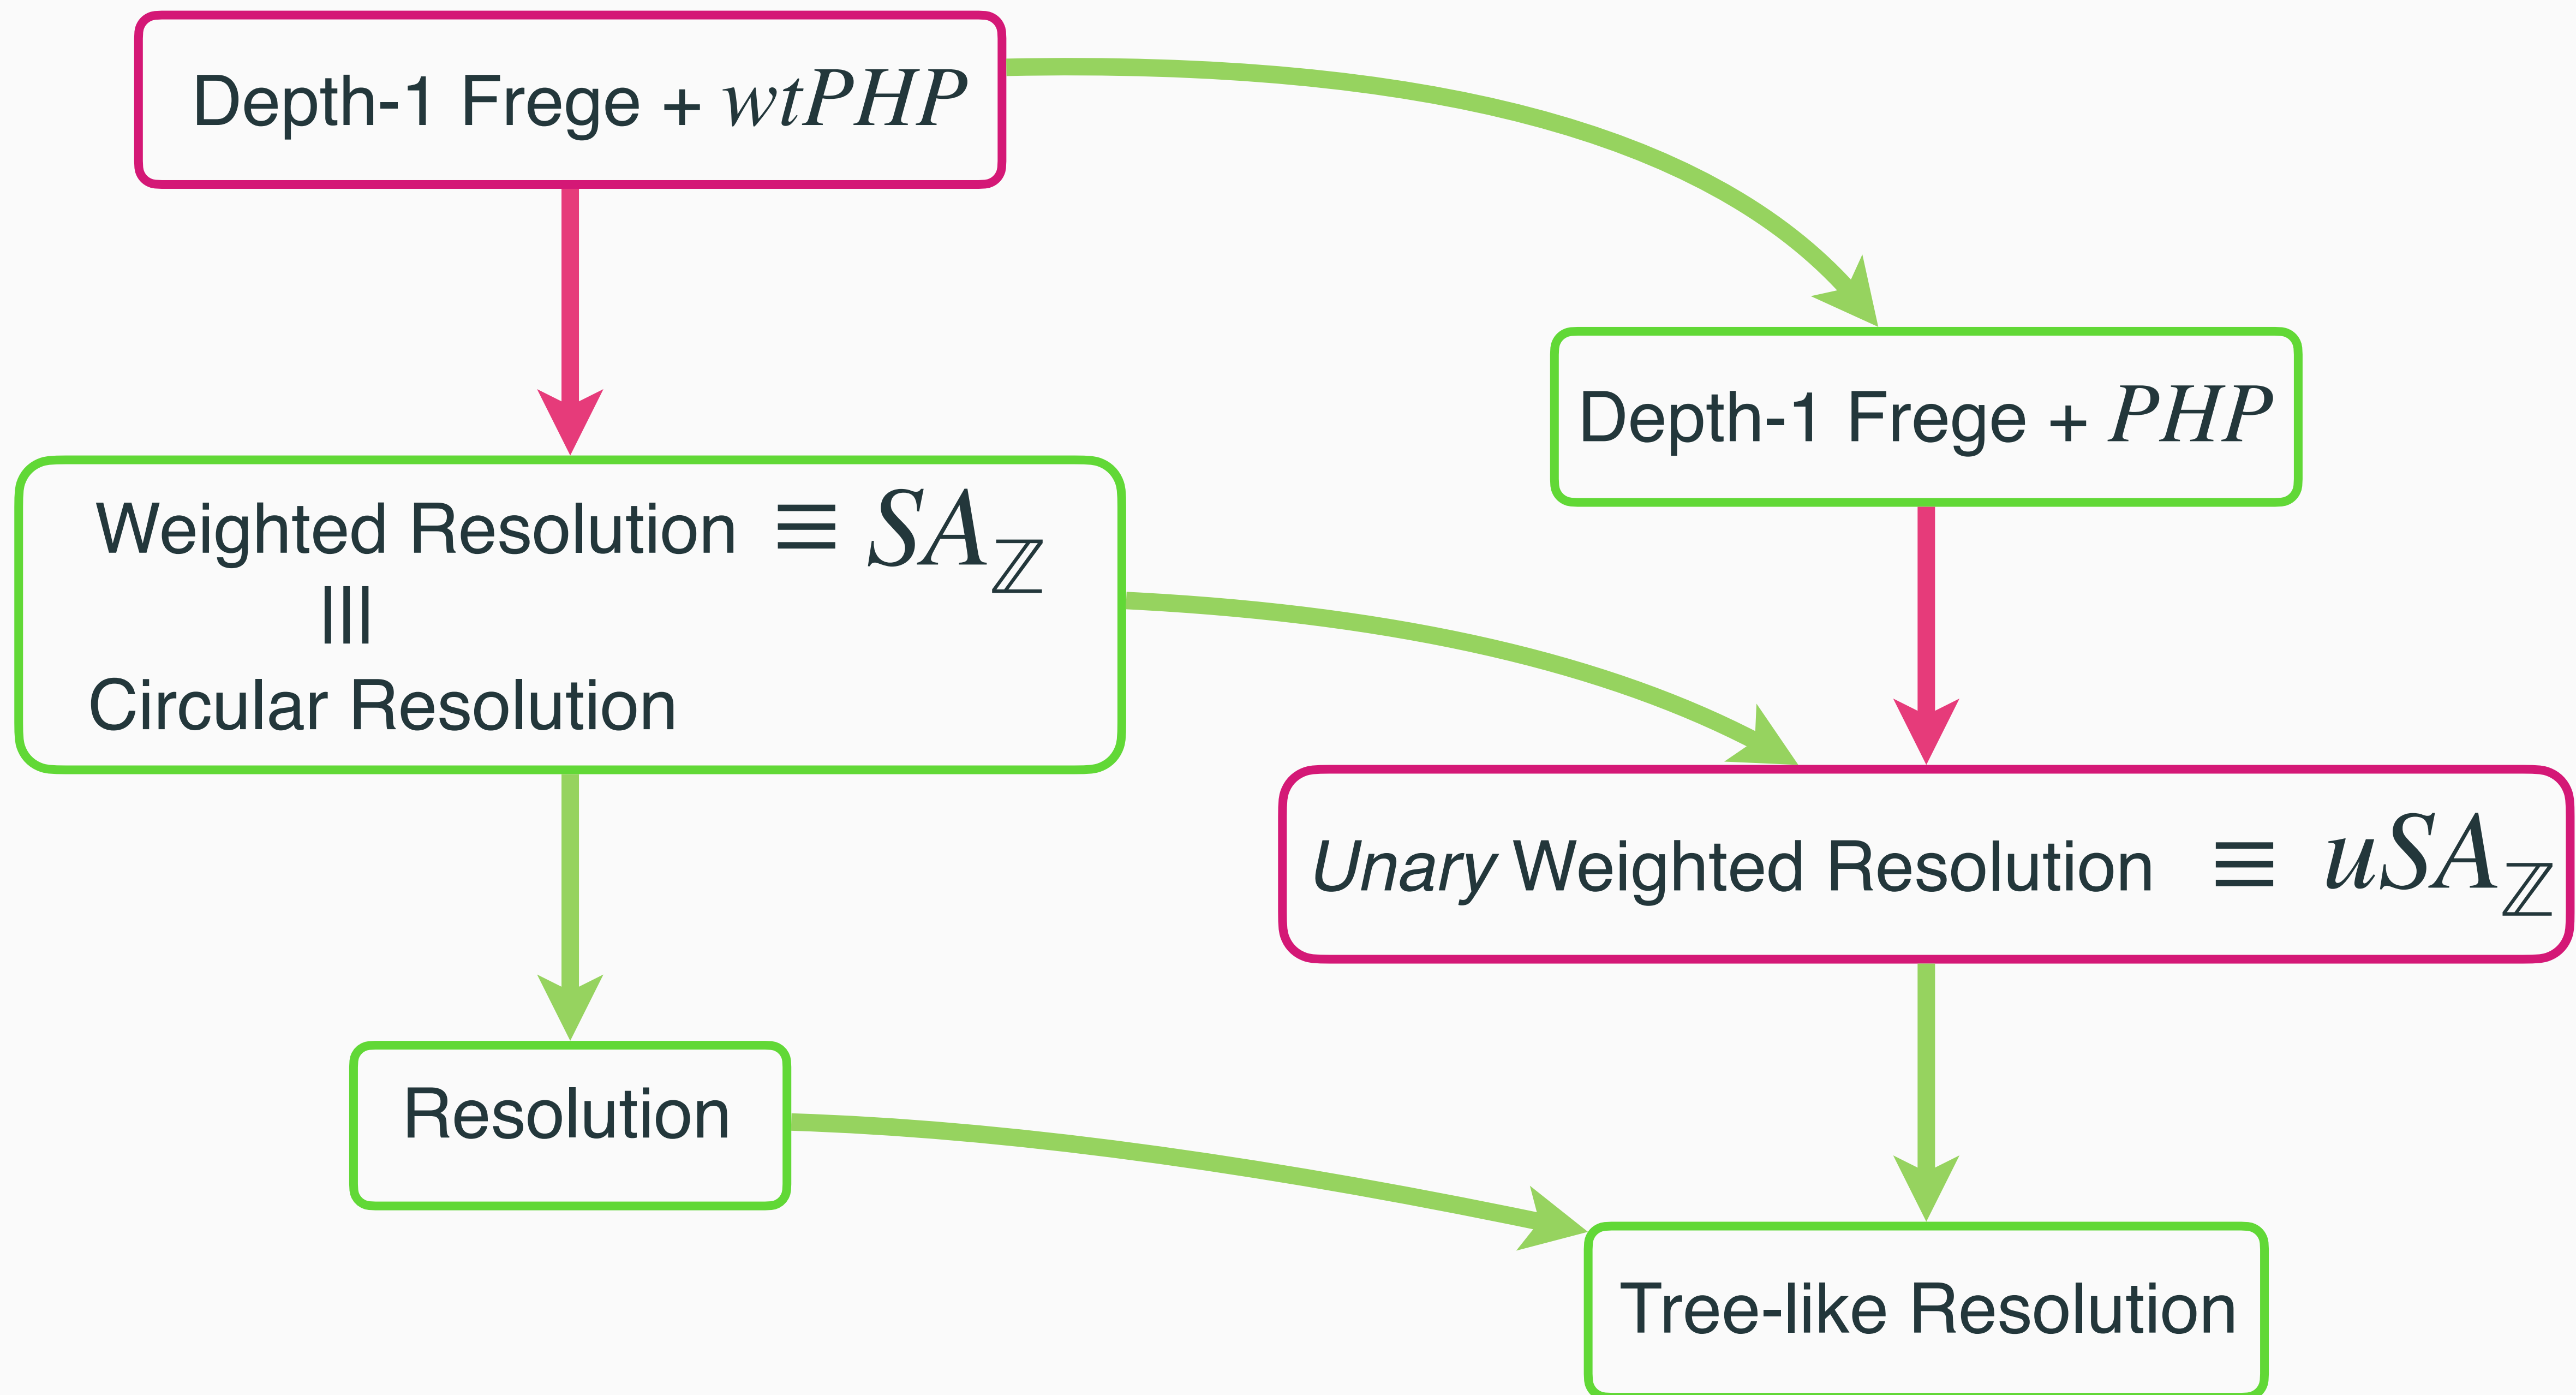 Depth-1 Frege + wtPHP
Depth-1 Frege + PHP
Weighted Resolution ≡ SA_ℤ
|||
Circular Resolution
Unary Weighted Resolution ≡ uSA_ℤ
Resolution
Tree-like Resolution